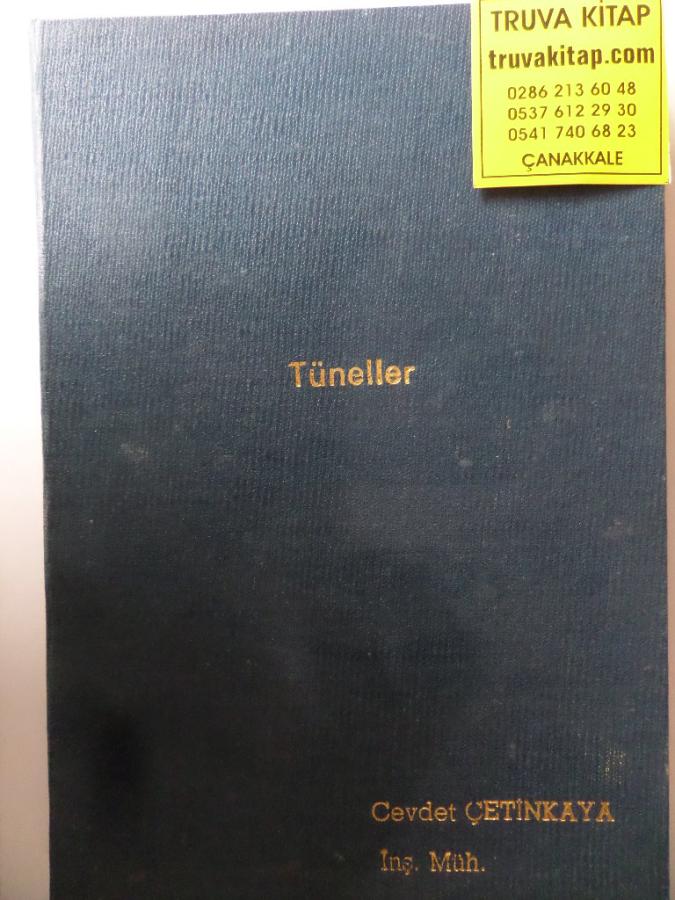 TRUVA KİTAP
truvakitap.com
0286 213 60 48
0537 612 29 30
0541 740 68 23
ÇANAKKALE
Tüneller
Cevdet ÇETİNKAYA
İnş. Müh.